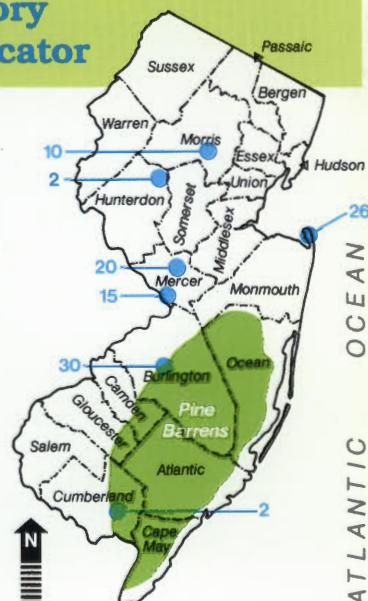 ory
cator
Passaic
Sussex
Bergen
Warren
Morris
10
Essex
Hudson
2
Union
Hunterdon
Somerset
Middlesex
26
20
Mercer
15
Monmouth
OCEAN
30
Ocean
Burlington
Camden
Gloucester
Pine
Barrens
Salem
Atlantic
Cumberland
2
Cape
May
ATLANTIC
N